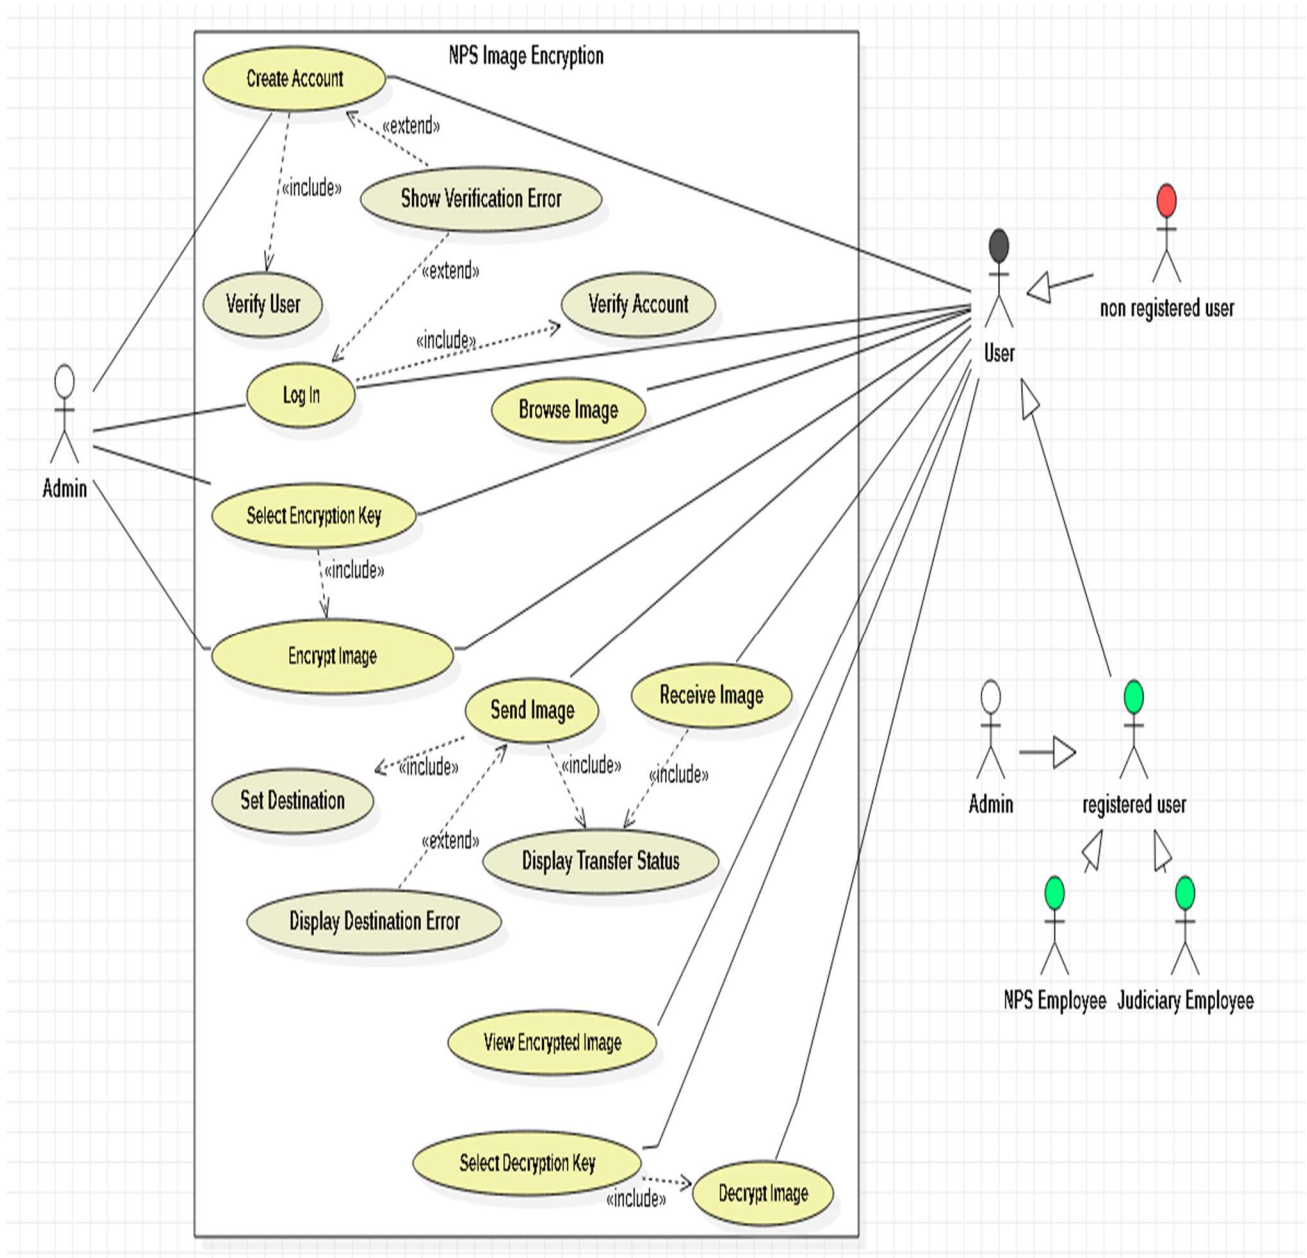 NPS Image Encryption
Create Account
«extend»
«include»
Show Verification Error
non registered user
«extend»
Verify User
Verify Account
«include»
User
Log In
Browse Image
Admin
Select Encryption Key
«include»
Encrypt Image
Send Image
Receive Image
«include»
«include»
«include»
Set Destination
Admin
registered user
«extend»
Display Transfer Status
Display Destination Error
NPS Employee
Judiciary Employee
View Encrypted Image
Select Decryption Key
«include»
Decrypt Image